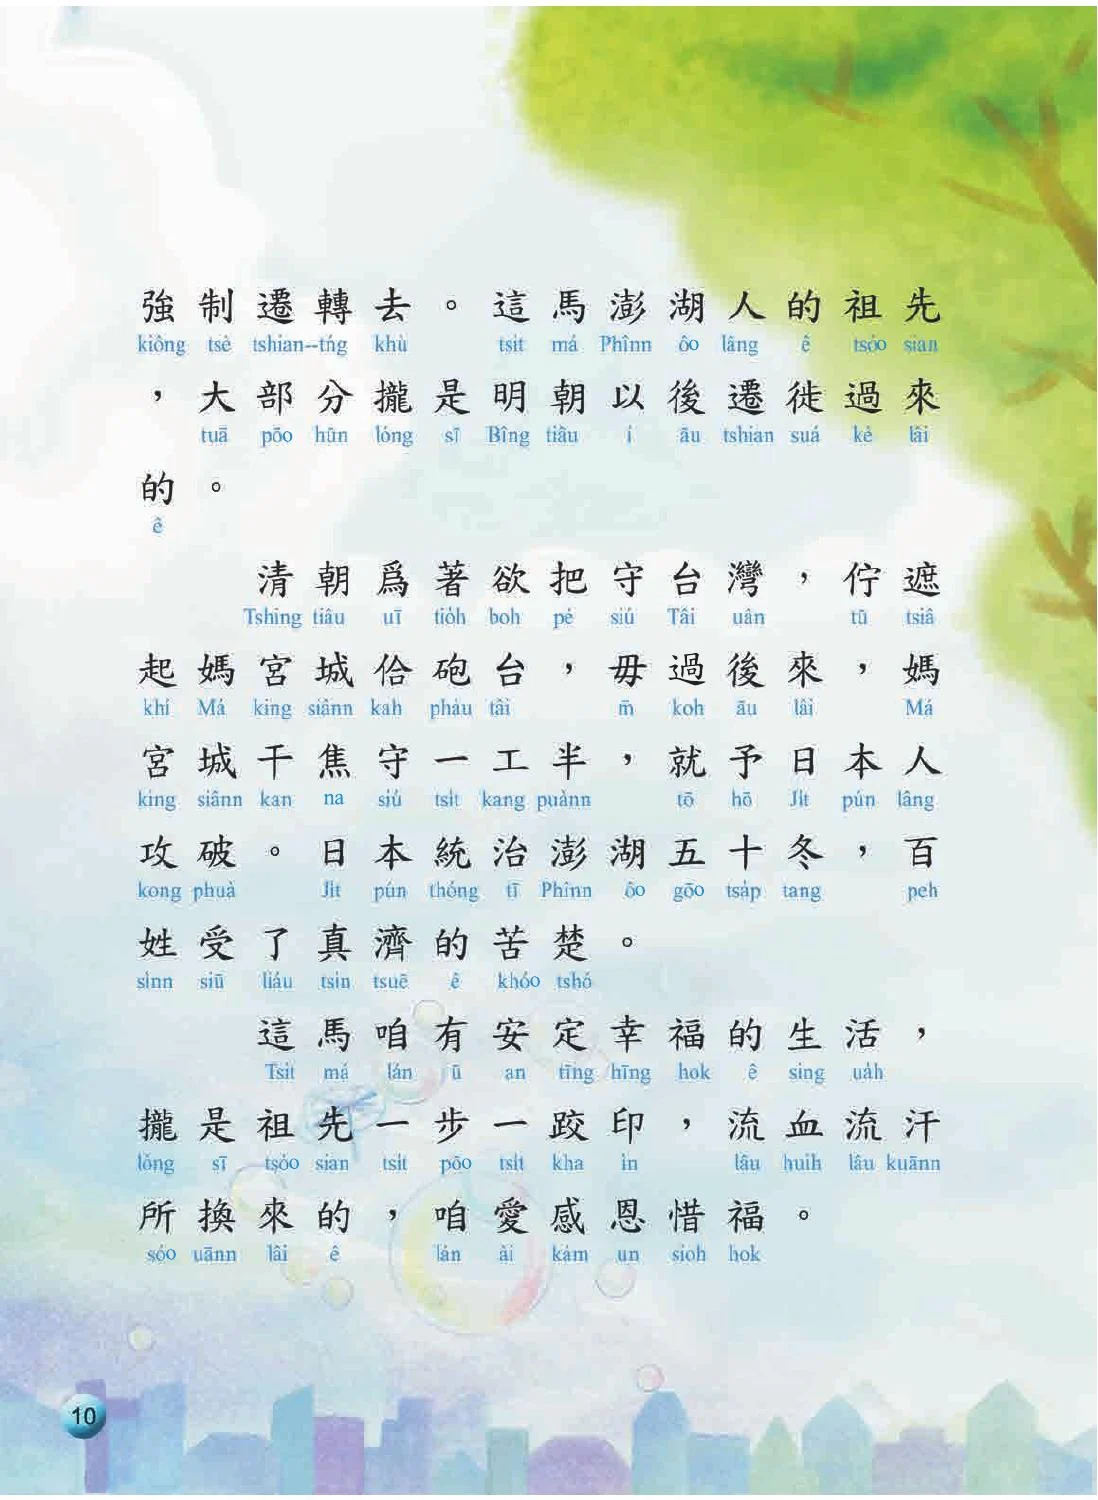 強制遷轉去。這馬澎湖人的祖先
kiông tsè tshian--tńg khù tsit má Phînn ôo lâng ê tsóo sian
，大部分攏是明朝以後遷徙過來
tuā pōo hūn lóng sī Bîng tiâu í āu tshian suá kè lâi
的。
ê
清朝爲著欲把守台灣，佇遮
Tshing tiâu uī tio̍h boh pé siú Tâi uân tū tsiâ
起媽宮城佮砲台，毋過後來，媽
khí Má king siânn kah phàu tâi m̄ koh āu lâi Má
宮城干焦守一工半，就予日本人
king siânn kan na siú tsi̍t kang puànn tō hō Ji̍t pún lâng
攻破。日本統治澎湖五十冬，百
kong phuà Ji̍t pún thóng tī Phînn ôo gōo tsa̍p tang peh
姓受了真濟的苦楚。
sìnn siū liáu tsin tsuē ê khóo tshó
這馬咱有安定幸福的生活，
Tsit má lán ū an tīng hīng hok ê sing ua̍h
攏是祖先一步一跤印，流血流汗
lóng sī tsóo sian tsi̍t pōo tsi̍t kha ìn lâu huih lâu kuānn
所換來的，咱愛感恩惜福。
sóo uānn lâi ê lán ài kám un sioh hok
10